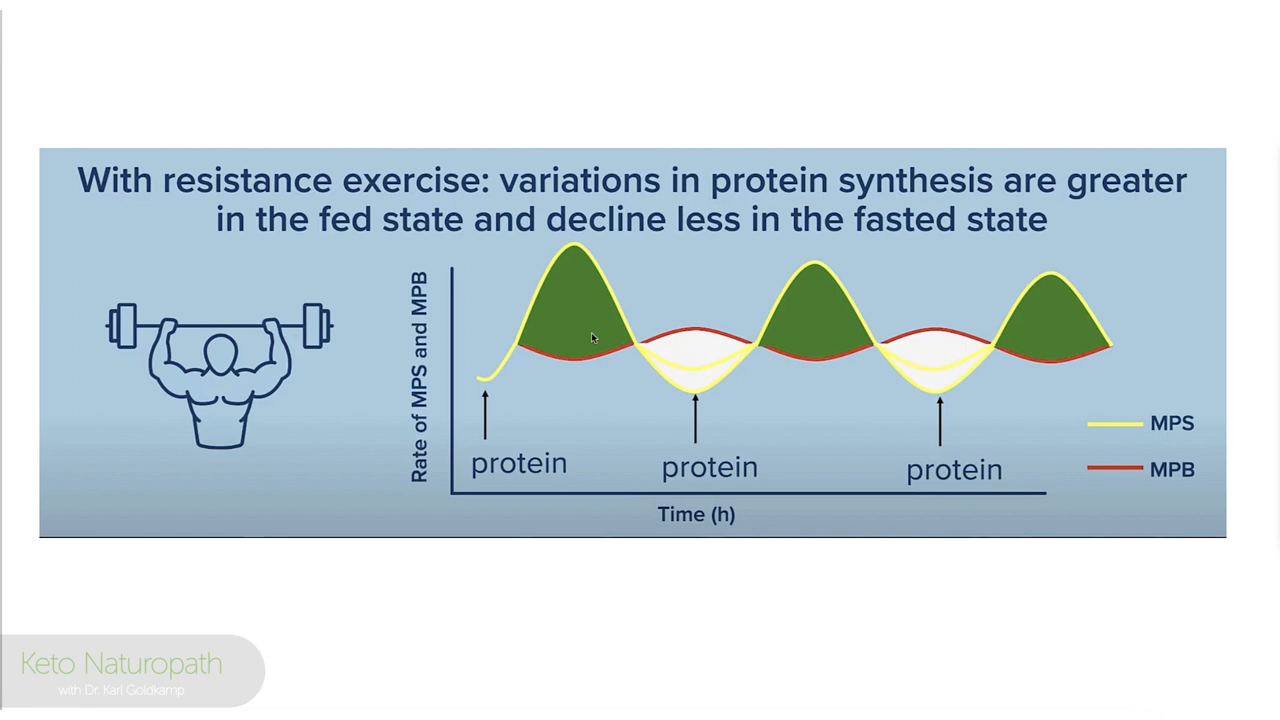 With resistance exercise: variations in protein synthesis are greater
in the fed state and decline less in the fasted state
Rate of MPS and MPB
protein
protein
protein
MPS
MPB
Time (h)
Keto Naturopath
with Dr. Karl Goldkamp